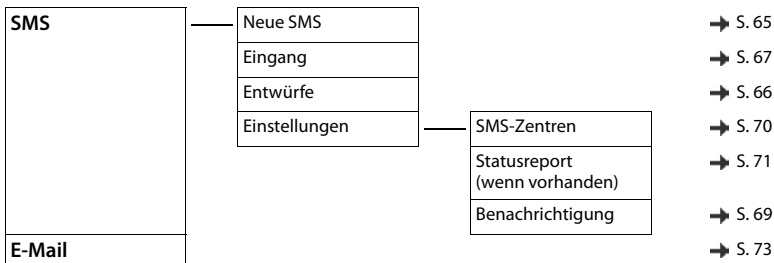 SMS Neue SMS S. 65
Eingang S. 67
Entwürfe S. 66
Einstellungen SMS-Zentren S. 70
Statusreport S. 71
(wenn vorhanden)
Benachrichtigung S. 69
E-Mail S. 73